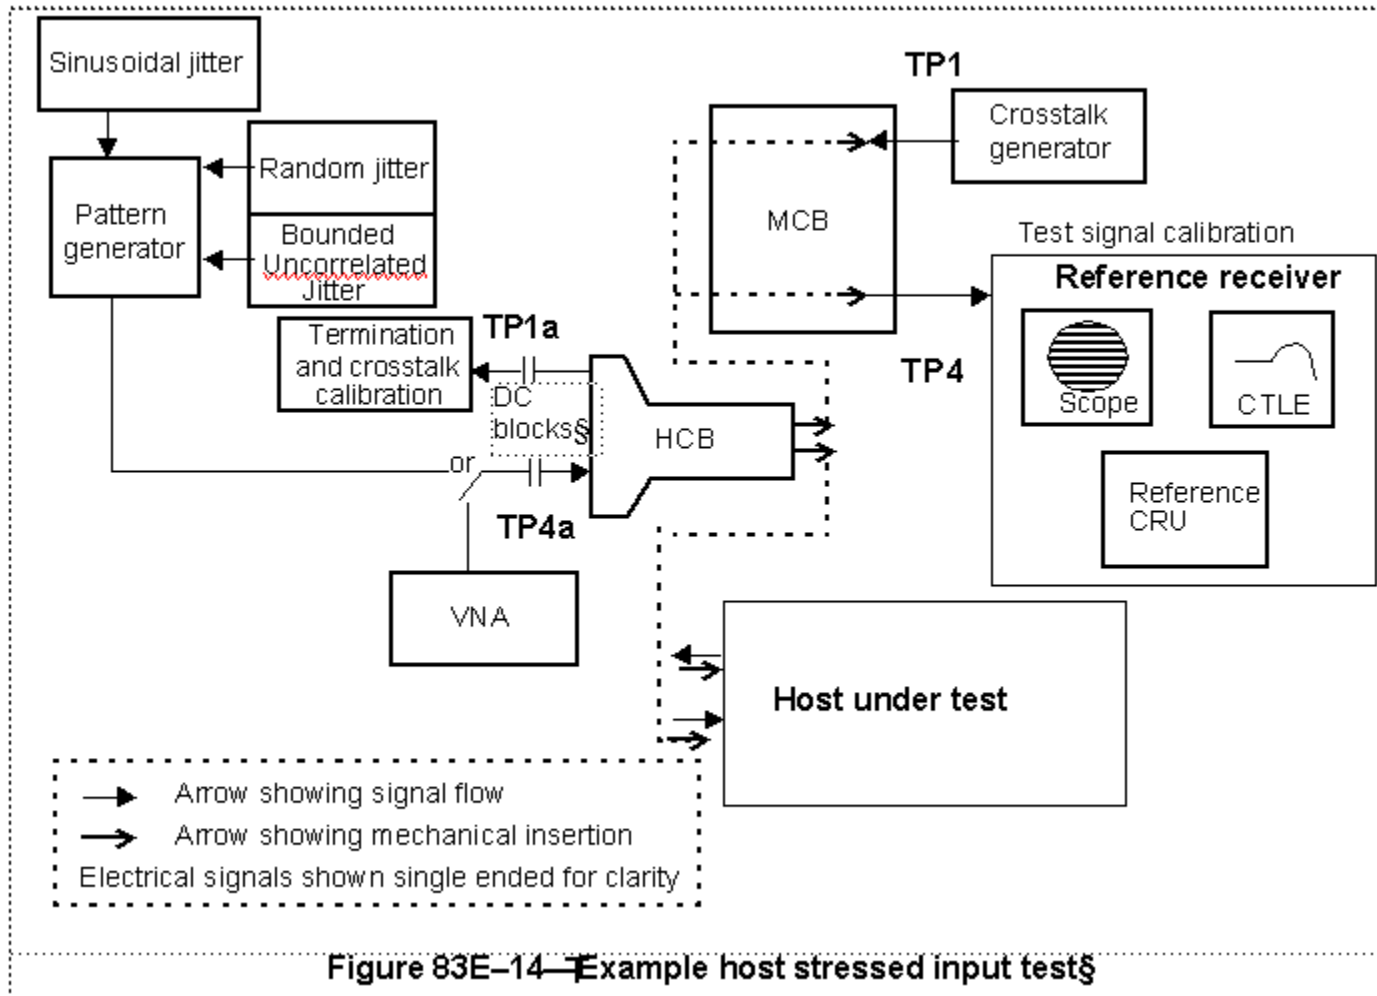 Sinusoidal jitter
TP1
Crosstalk
generator
Random jitter
Pattern
generator
Bounded
Uncorrelated
Jitter
MCB
Test signal calibration
Reference receiver
Termination
and crosstalk
calibration
TP1a
TP4
Scope
CTLE
DC
blocks§
HCB
or
Reference
CRU
TP4a
VNA
Host under test
Arrow showing signal flow
Arrow showing mechanical insertion
Electrical signals shown single ended for clarity
Figure 83E–14—Example host stressed input test§